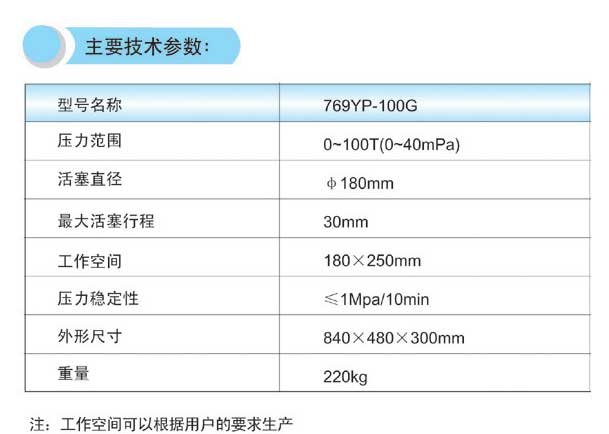 主要技术参数：
型号名称 769YP-100G
压力范围 0~100T(0~40mPa)
活塞直径 φ180mm
最大活塞行程 30mm
工作空间 180×250mm
压力稳定性 ≤1Mpa/10min
外形尺寸 840×480×300mm
重量 220kg
注：工作空间可以根据用户的要求生产